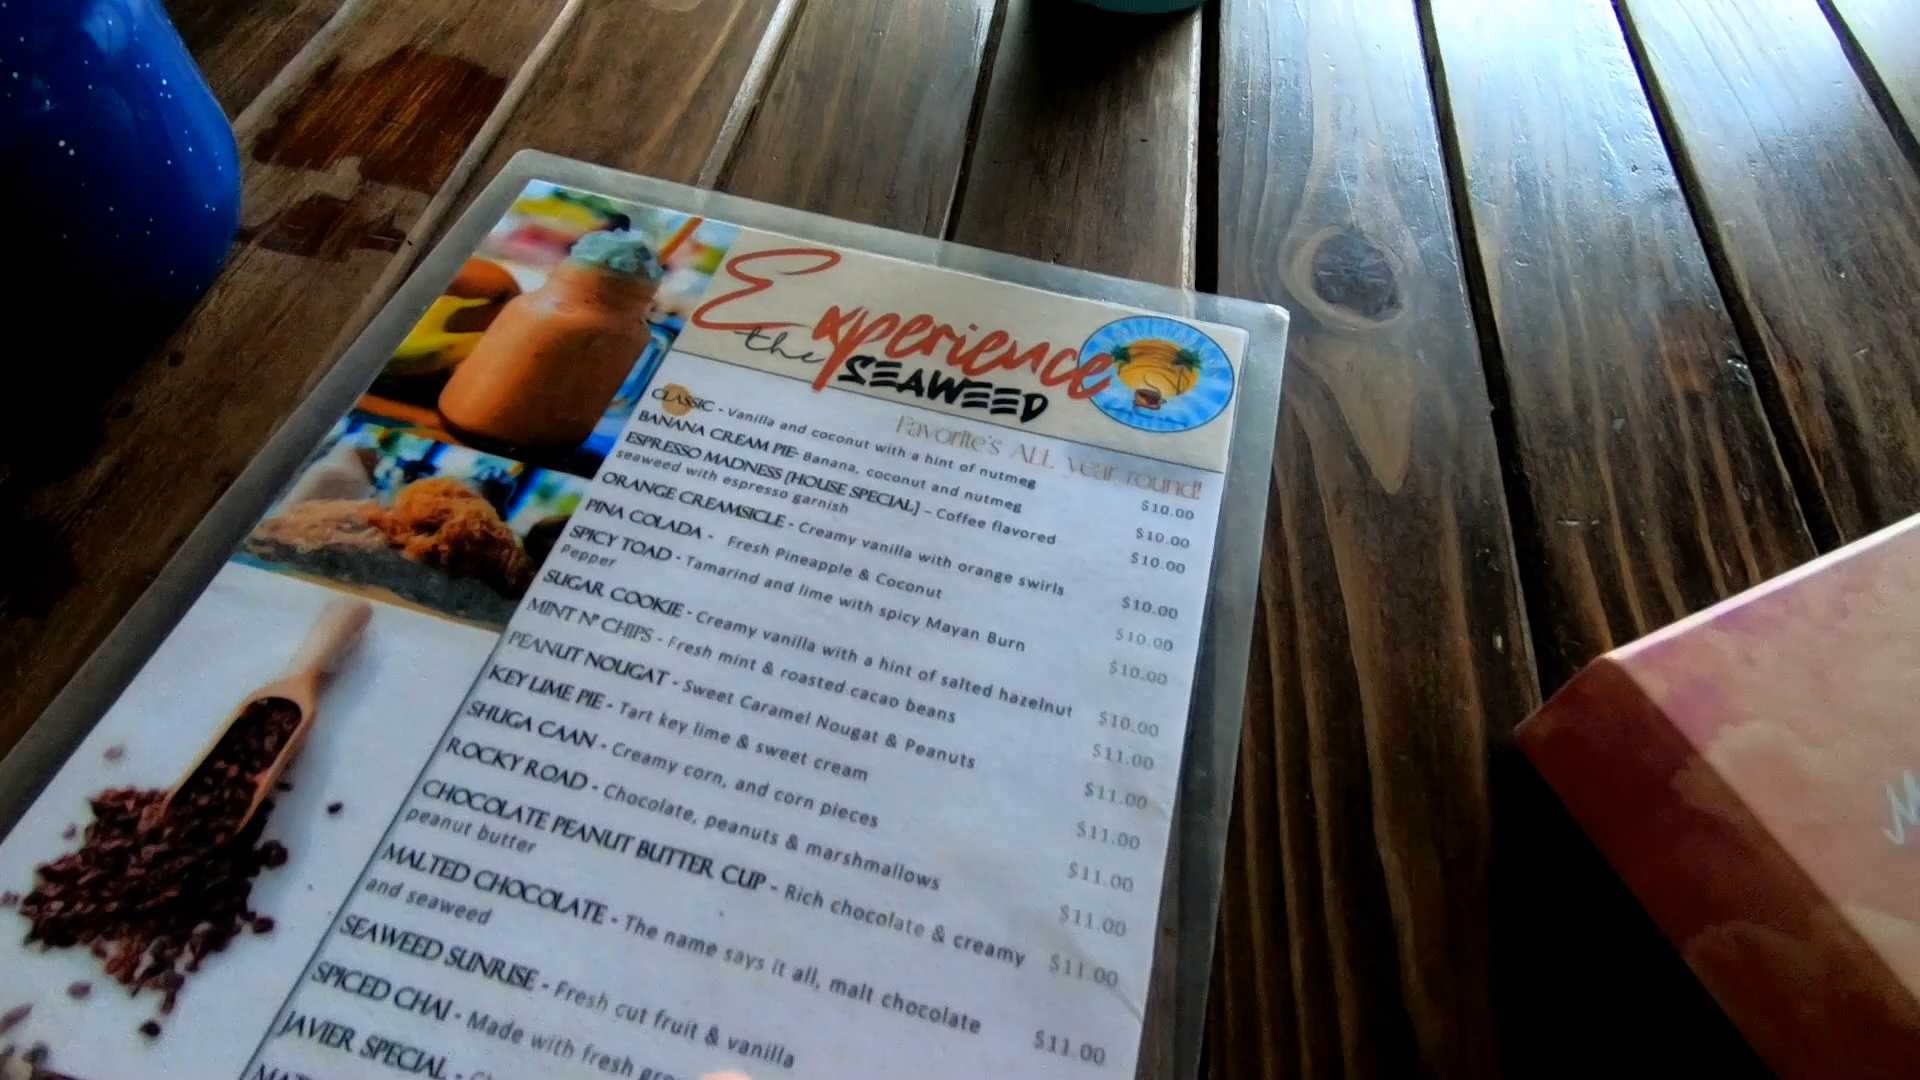 Experience
the SEAWEED
Favorite's ALL year round!
CLASSIC - Vanilla and coconut with a hint of nutmeg $10.00
BANANA CREAM PIE- Banana, coconut and nutmeg $10.00
ESPRESSO MADNESS [HOUSE SPECIAL] – Coffee flavored $10.00
seaweed with espresso garnish
ORANGE CREAMSICLE - Creamy vanilla with orange swirls $10.00
PINA COLADA - Fresh Pineapple & Coconut $10.00
SPICY TOAD - Tamarind and lime with spicy Mayan Burn $10.00
Pepper
SUGAR COOKIE - Creamy vanilla with a hint of salted hazelnut $10.00
MINT N' CHIPS - Fresh mint & roasted cacao beans $11.00
PEANUT NOUGAT - Sweet Caramel Nougat & Peanuts $11.00
KEY LIME PIE - Tart key lime & sweet cream $11.00
SHUGA CAAN - Creamy corn, and corn pieces $11.00
ROCKY ROAD - Chocolate, peanuts & marshmallows $11.00
CHOCOLATE PEANUT BUTTER CUP - Rich chocolate & creamy $11.00
peanut butter
MALTED CHOCOLATE - The name says it all, malt chocolate $11.00
and seaweed
SEAWEED SUNRISE - Fresh cut fruit & vanilla
SPICED CHAI - Made with fresh
JAVIER SPECIAL -